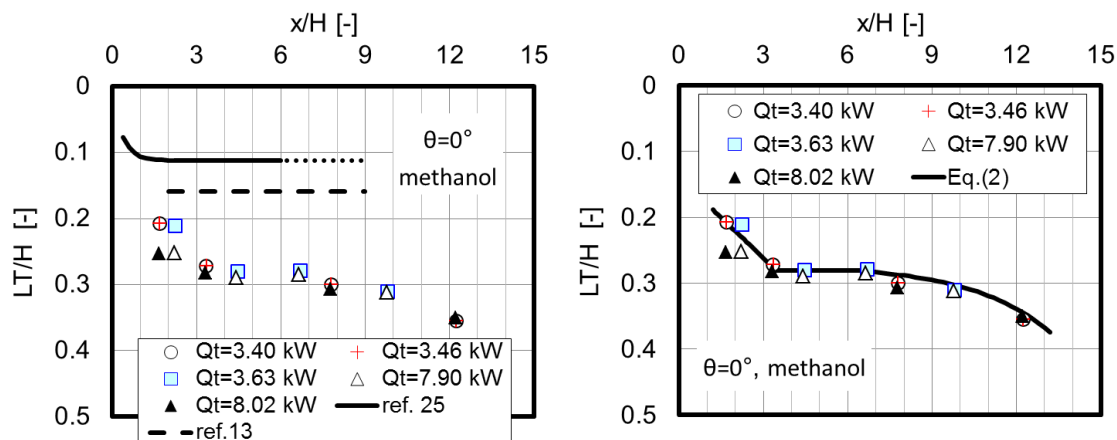 x/H [-]
0 3 6 9 12 15
0
0.1
0.2
0.3
0.4
0.5
LT/H [-]
θ=0°
methanol
Qt=3.40 kW Qt=3.46 kW
Qt=3.63 kW Qt=7.90 kW
Qt=8.02 kW ref. 25
ref.13
x/H [-]
0 3 6 9 12 15
0
0.1
0.2
0.3
0.4
0.5
LT/H [-]
Qt=3.40 kW Qt=3.46 kW
Qt=3.63 kW Qt=7.90 kW
Qt=8.02 kW Eq.(2)
θ=0°, methanol